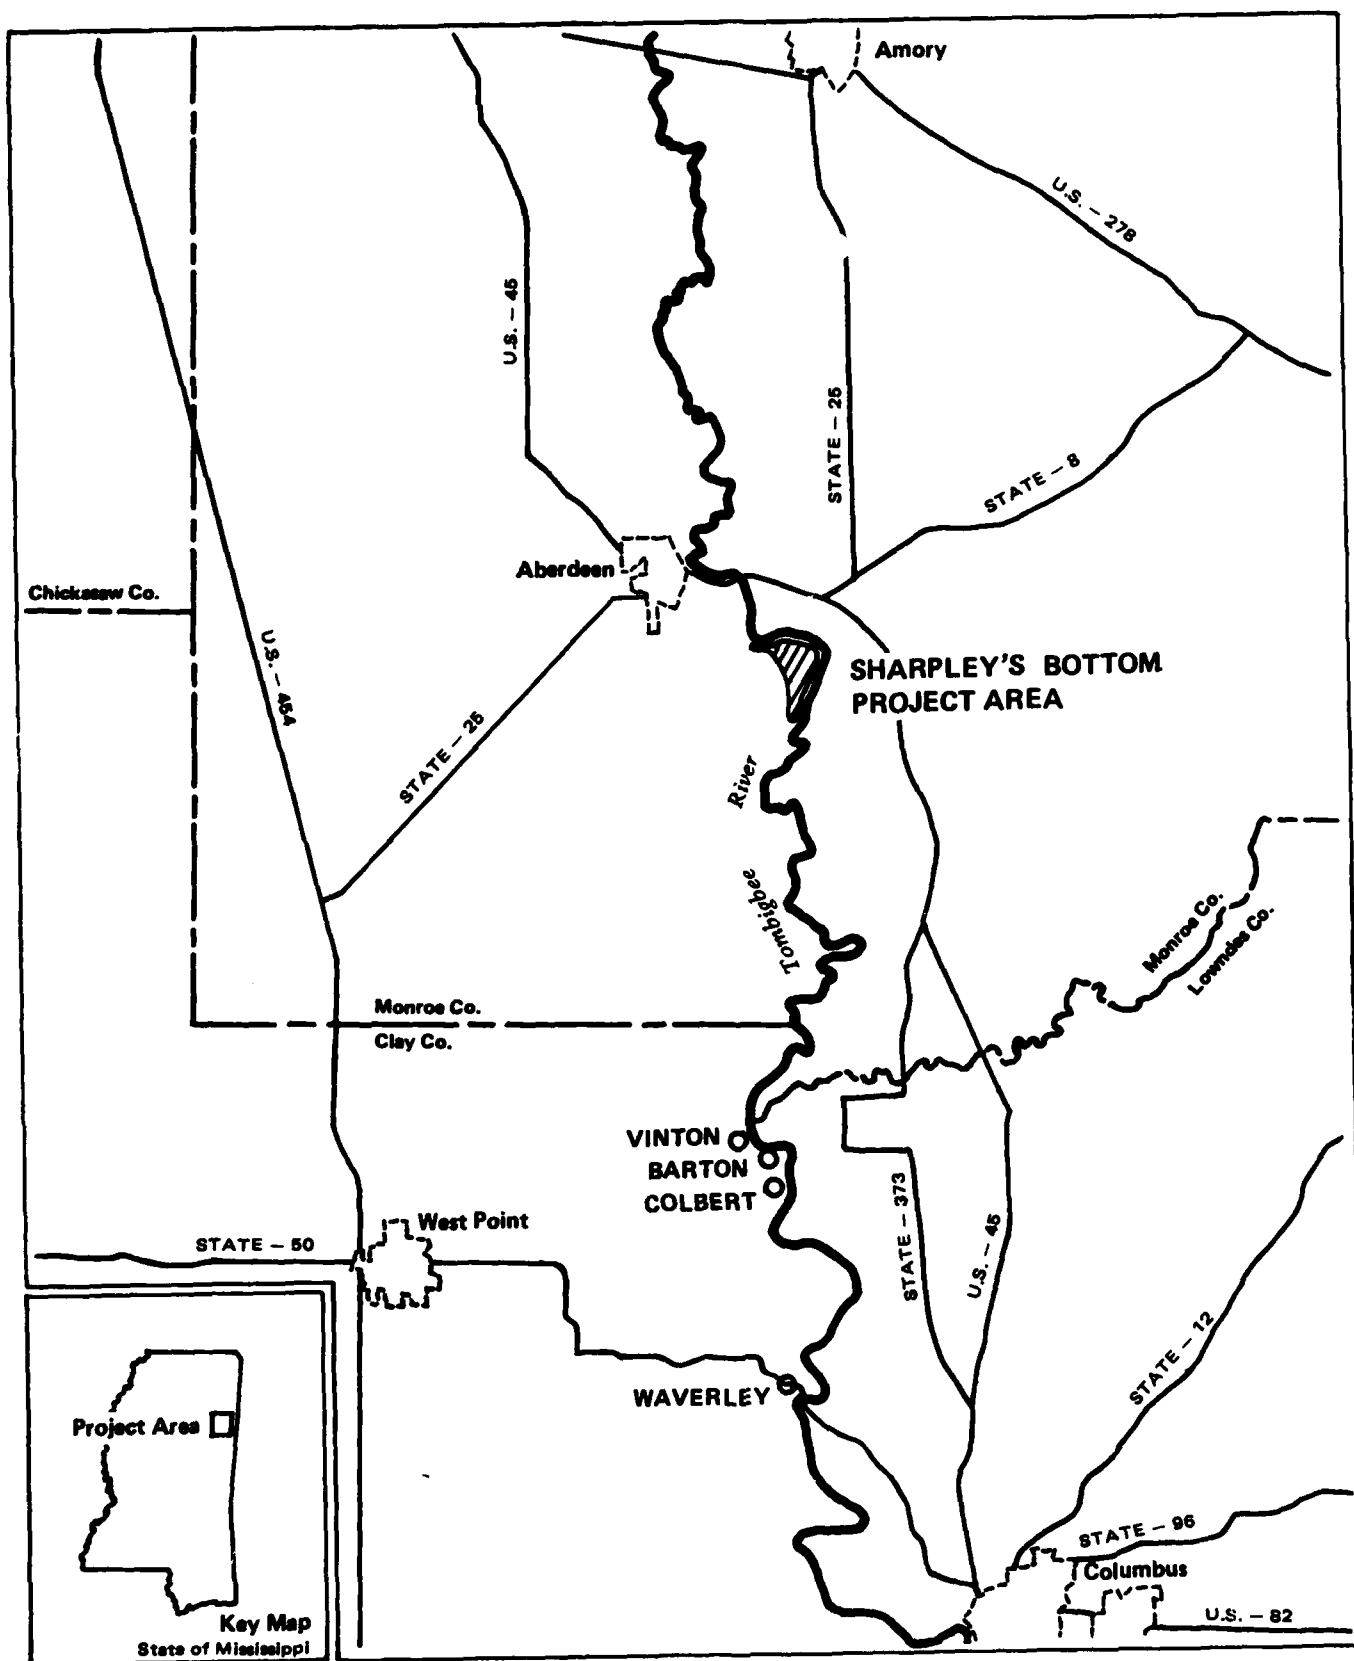 Amory
U.S. – 278
U.S. – 45
STATE – 25
STATE – 8
Aberdeen
Chickasaw Co.
U.S. – 454
STATE – 25
SHARPLEY'S BOTTOM
PROJECT AREA
River
Tombigbee
Monroe Co.
Lowndes Co.
Monroe Co.
Clay Co.
VINTON
BARTON
COLBERT
STATE – 373
U.S. – 45
West Point
STATE – 50
STATE – 12
WAVERLEY
Project Area
STATE – 96
Columbus
U.S. – 82
Key Map
State of Mississippi